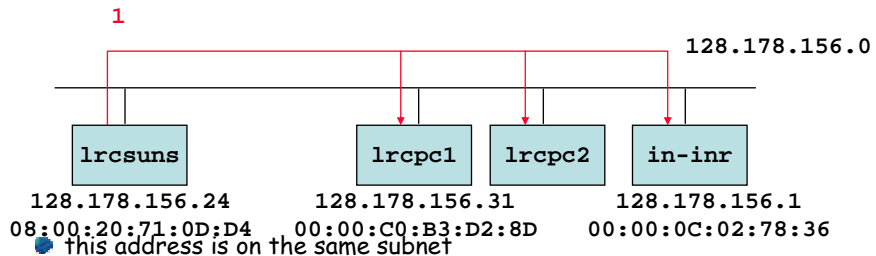 1
128.178.156.0
lrcsuns lrcpc1 lrcpc2 in-inr
128.178.156.24 128.178.156.31 128.178.156.1
08:00:20:71:0D:D4 00:00:C0:B3:D2:8D 00:00:0C:02:78:36
this address is on the same subnet